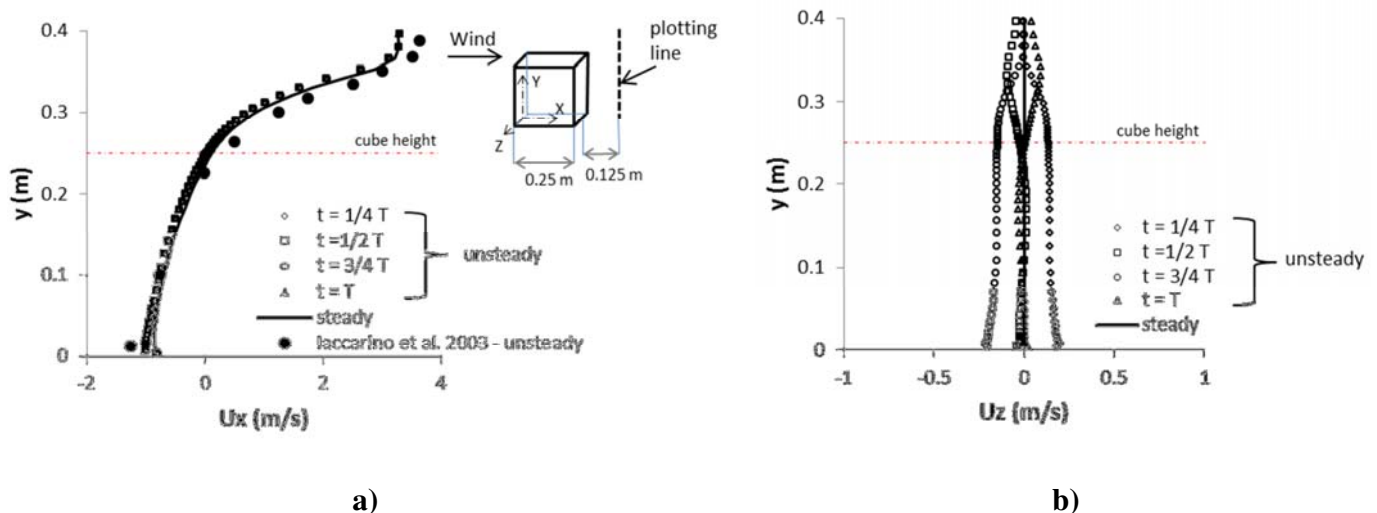 0.4
0.3
0.2
0.1
0
y (m)
-2
0
2
4
Ux (m/s)
cube height
t = 1/4 T
t =1/2 T
t = 3/4 T
t = T
unsteady
steady
Iaccarino et al. 2003 - unsteady
Wind
plotting
line
Y
X
Z
0.25 m
0.125 m
a)
0.4
0.3
0.2
0.1
0
y (m)
-1
-0.5
0
0.5
1
Uz (m/s)
cube height
t = 1/4 T
t =1/2 T
t = 3/4 T
t = T
unsteady
steady
b)